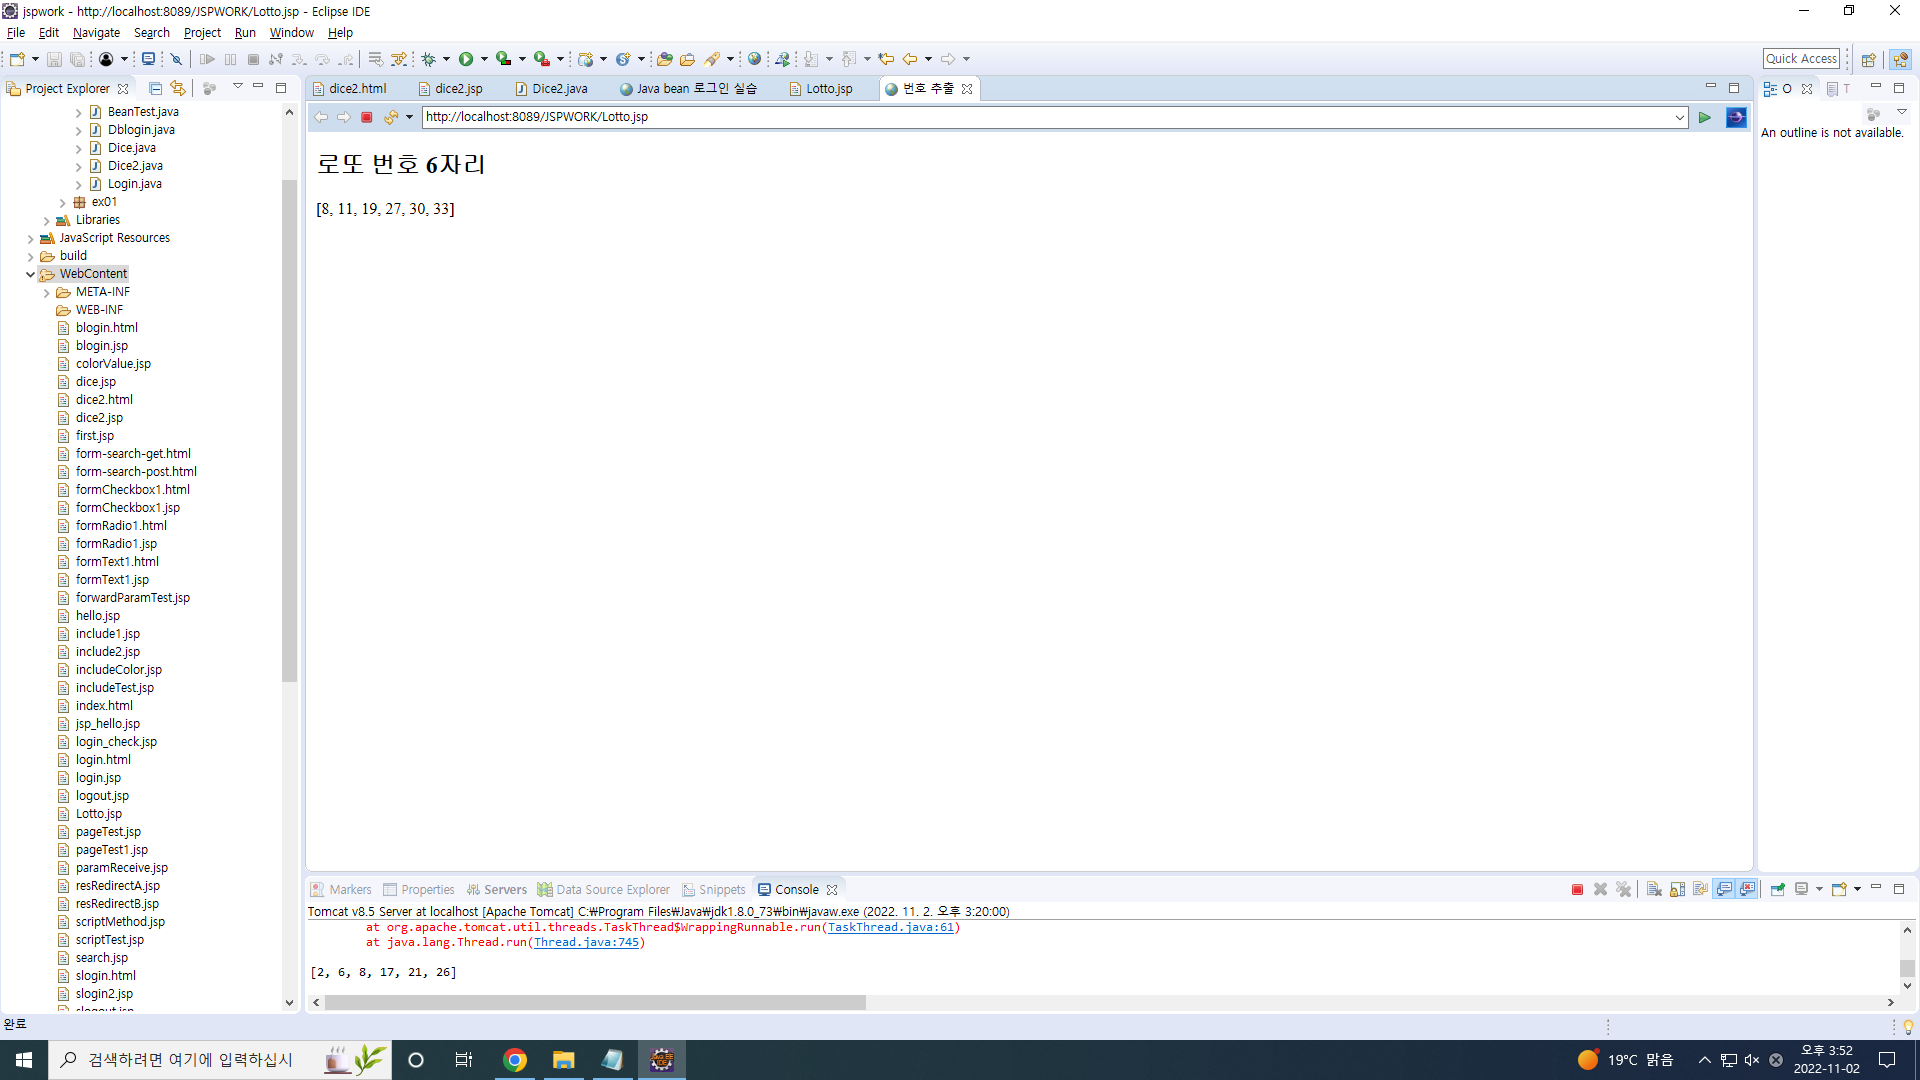 jspwork - http://localhost:8089/JSPWORK/Lotto.jsp - Eclipse IDE
File Edit Navigate Search Project Run Window Help
Quick Access
Project Explorer
BeanTest.java
Dblogin.java
Dice.java
Dice2.java
Login.java
ex01
Libraries
JavaScript Resources
build
WebContent
META-INF
WEB-INF
blogin.html
blogin.jsp
colorValue.jsp
dice.jsp
dice2.html
dice2.jsp
first.jsp
form-search-get.html
form-search-post.html
formCheckbox1.html
formCheckbox1.jsp
formRadio1.html
formRadio1.jsp
formText1.html
formText1.jsp
forwardParamTest.jsp
hello.jsp
include1.jsp
include2.jsp
includeColor.jsp
includeTest.jsp
index.html
jsp_hello.jsp
login_check.jsp
login.html
login.jsp
logout.jsp
Lotto.jsp
pageTest.jsp
pageTest1.jsp
paramReceive.jsp
resRedirectA.jsp
resRedirectB.jsp
scriptMethod.jsp
scriptTest.jsp
search.jsp
slogin.html
slogin2.jsp
slogout.jsp
dice2.html dice2.jsp Dice2.java Java bean 로그인 실습 Lotto.jsp 번호 추출
http://localhost:8089/JSPWORK/Lotto.jsp
로또 번호 6자리
[8, 11, 19, 27, 30, 33]
O T
An outline is not available.
Markers Properties Servers Data Source Explorer Snippets Console
Tomcat v8.5 Server at localhost [Apache Tomcat] C:₩Program Files₩Java₩jdk1.8.0_73₩bin₩javaw.exe (2022. 11. 2. 오후 3:20:00)
at org.apache.tomcat.util.threads.TaskThread$WrappingRunnable.run(TaskThread.java:61)
at java.lang.Thread.run(Thread.java:745)
[2, 6, 8, 17, 21, 26]
완료
검색하려면 여기에 입력하십시
19°C 맑음
오후 3:52
2022-11-02